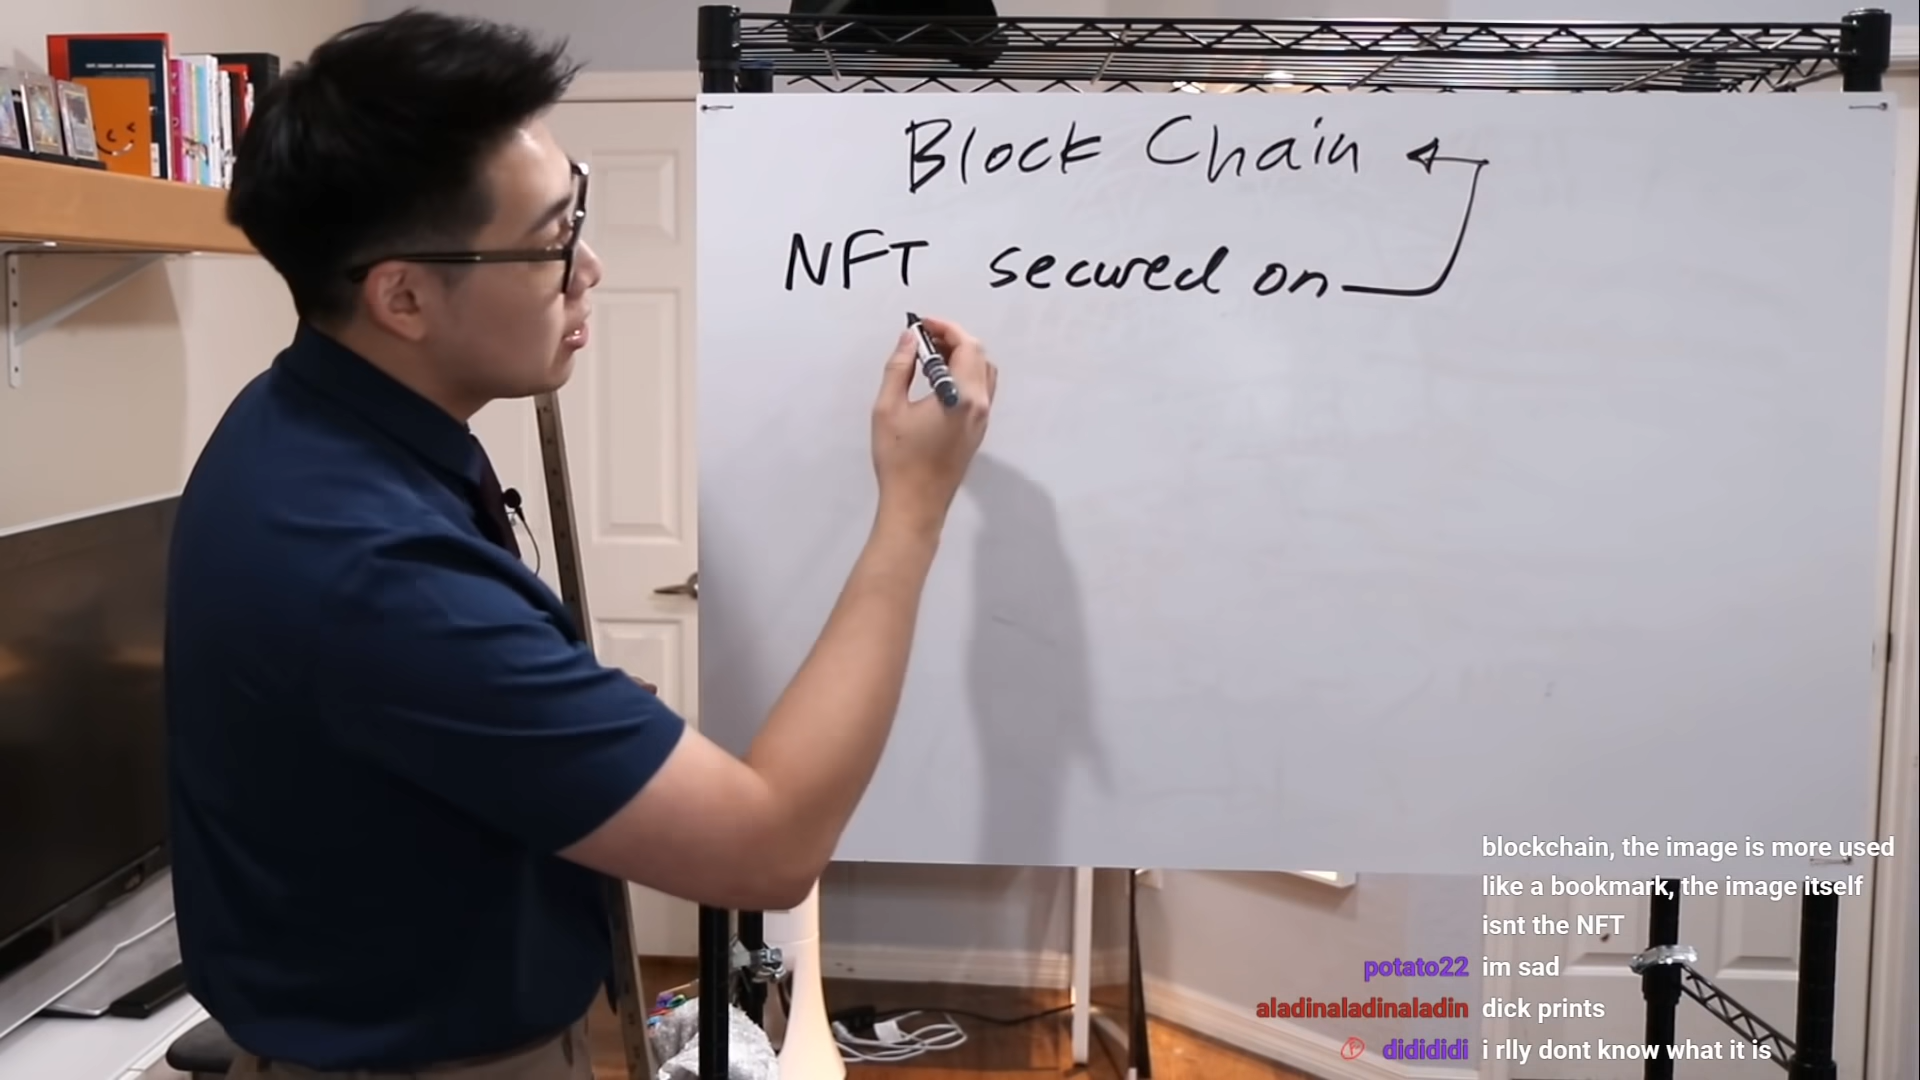 Block Chain
NFT secured on
blockchain, the image is more used
like a bookmark, the image itself
isnt the NFT
potato22 im sad
aladinaladinaladin dick prints
didididi i rlly dont know what it is